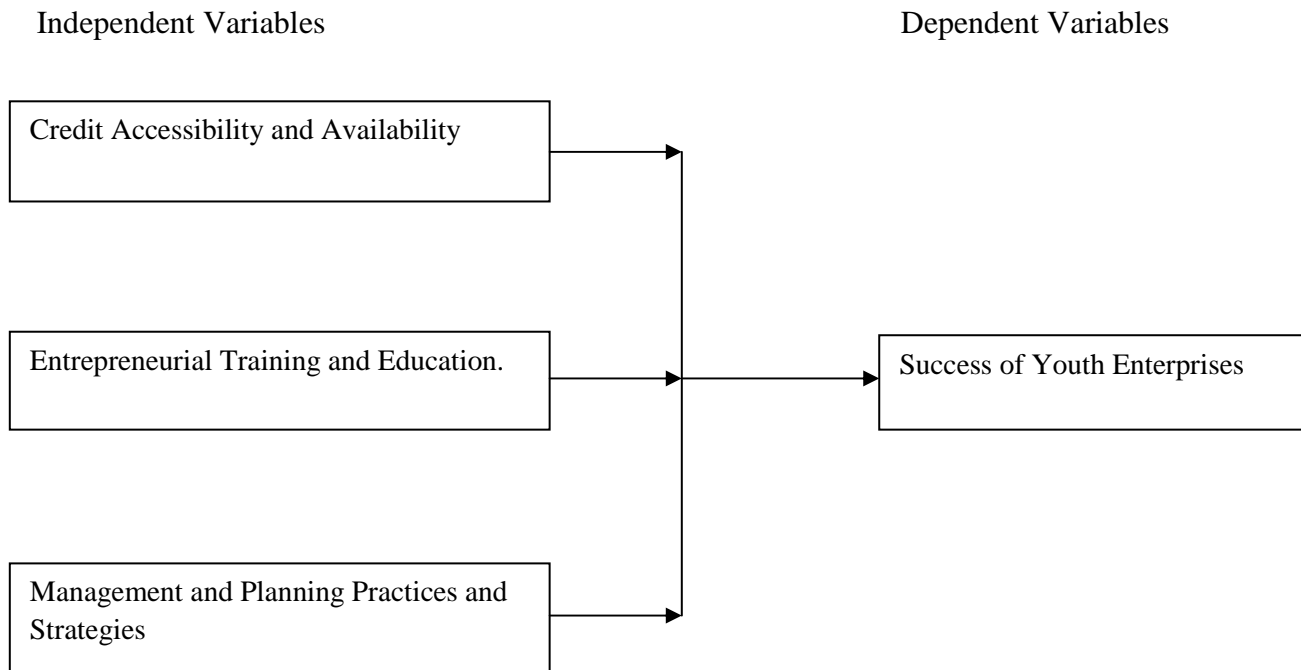 Independent Variables
Dependent Variables
Credit Accessibility and Availability
Entrepreneurial Training and Education.
Success of Youth Enterprises
Management and Planning Practices and
Strategies